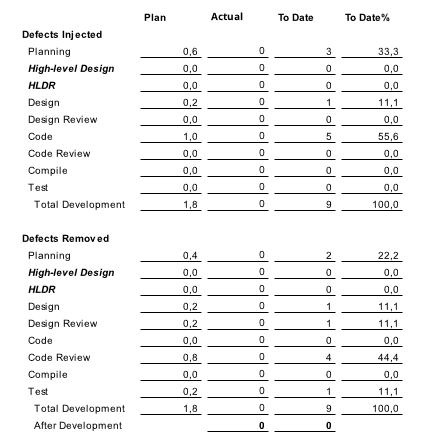 Plan Actual To Date To Date%
Defects Injected
Planning 0,6 0 3 33,3
High-level Design 0,0 0 0 0,0
HLDR 0,0 0 0 0,0
Design 0,2 0 1 11,1
Design Review 0,0 0 0 0,0
Code 1,0 0 5 55,6
Code Review 0,0 0 0 0,0
Compile 0,0 0 0 0,0
Test 0,0 0 0 0,0
Total Development 1,8 0 9 100,0
Defects Removed
Planning 0,4 0 2 22,2
High-level Design 0,0 0 0 0,0
HLDR 0,0 0 0 0,0
Design 0,2 0 1 11,1
Design Review 0,2 0 1 11,1
Code 0,0 0 0 0,0
Code Review 0,8 0 4 44,4
Compile 0,0 0 0 0,0
Test 0,2 0 1 11,1
Total Development 1,8 0 9 100,0
After Development 0 0